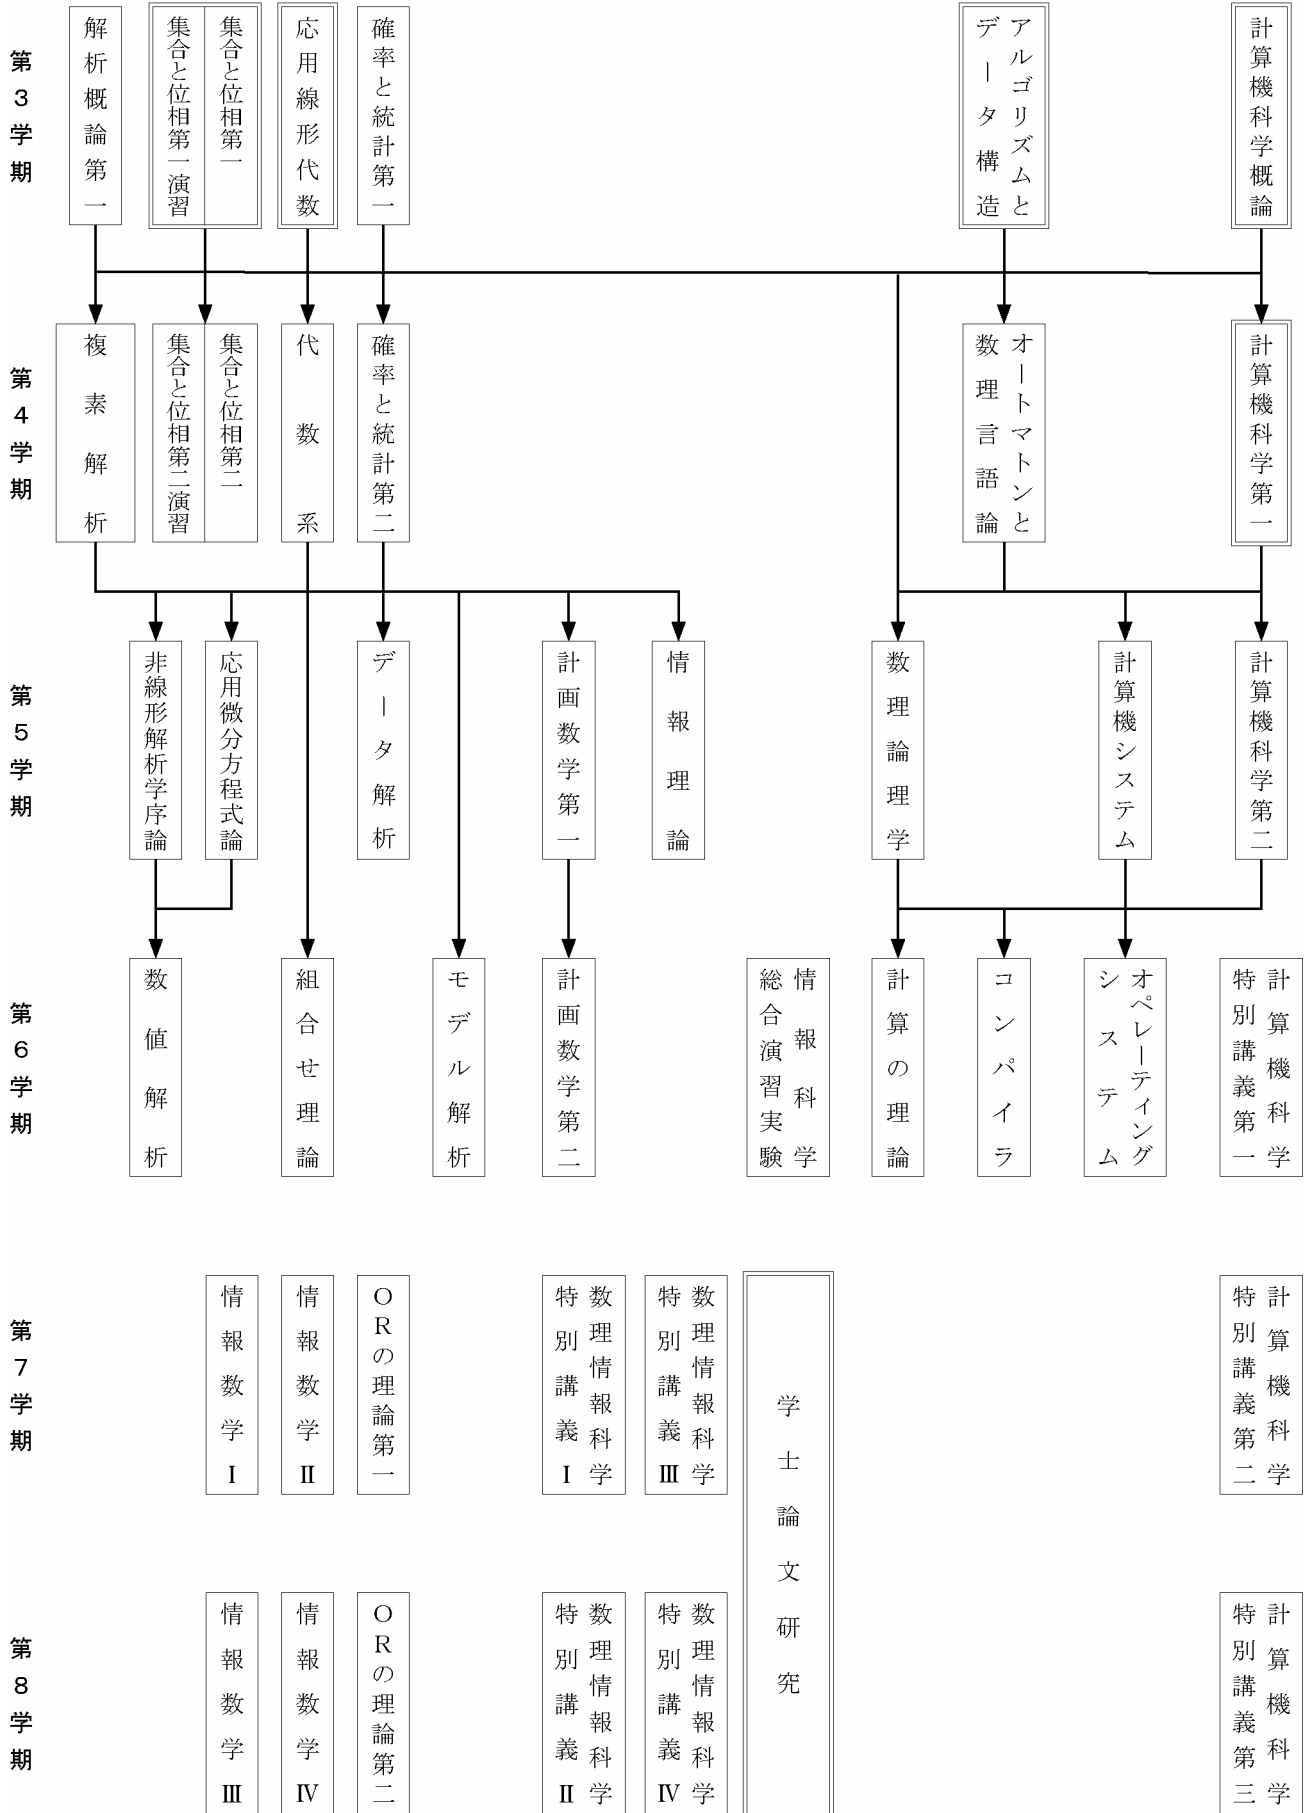 第3学期
解析概論第一
集合と位相第一
集合と位相第一演習
応用線形代数
確率と統計第一
アルゴリズムと
データ構造
計算機科学概論
第4学期
複素解析
集合と位相第二
集合と位相第二演習
代数系
確率と統計第二
オートマトンと
数理言語論
計算機科学第一
第5学期
非線形解析学序論
応用微分方程式論
データ解析
計画数学第一
情報理論
数理論理学
計算機システム
計算機科学第二
第6学期
数値解析
組合せ理論
モデル解析
計画数学第二
情報科学
総合演習実験
計算の理論
コンパイラ
オペレーティング
システム
計算機科学
特別講義第一
第7学期
情報数学Ⅰ
情報数学Ⅱ
ORの理論第一
数理情報科学
特別講義Ⅰ
数理情報科学
特別講義Ⅲ
学士論文研究
計算機科学
特別講義第二
第8学期
情報数学Ⅲ
情報数学Ⅳ
ORの理論第二
数理情報科学
特別講義Ⅱ
数理情報科学
特別講義Ⅳ
計算機科学
特別講義第三